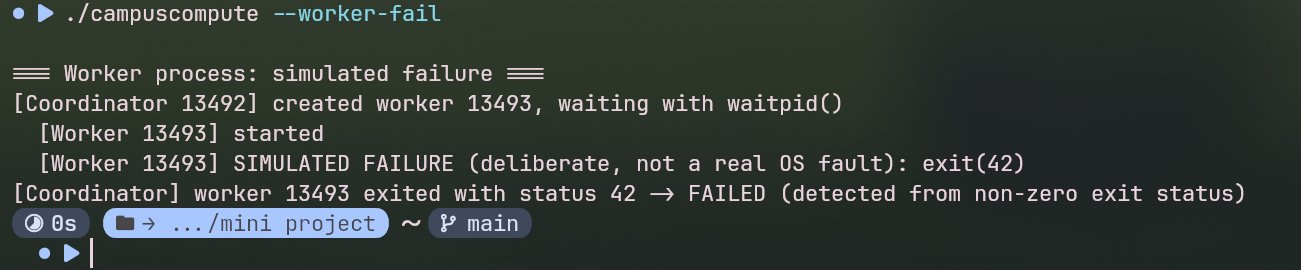 ./campuscompute --worker-fail
=== Worker process: simulated failure ===
[Coordinator 13492] created worker 13493, waiting with waitpid()
[Worker 13493] started
[Worker 13493] SIMULATED FAILURE (deliberate, not a real OS fault): exit(42)
[Coordinator] worker 13493 exited with status 42 -> FAILED (detected from non-zero exit status)
0s → .../mini project ~ main